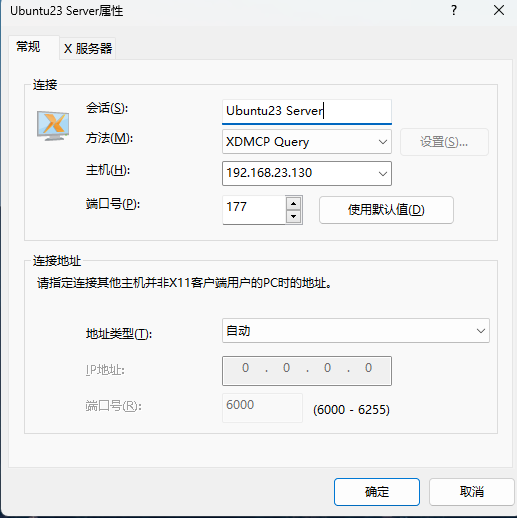 Ubuntu23 Server属性
常规
X 服务器
连接
会话(S):
Ubuntu23 Server
方法(M):
XDMCP Query
设置(S)...
主机(H):
192.168.23.130
端口号(P):
177
使用默认值(D)
连接地址
请指定连接其他主机并非X11客户端用户的PC时的地址。
地址类型(T):
自动
IP地址:
0 . 0 . 0 . 0
端口号(R):
6000
(6000 - 6255)
确定
取消